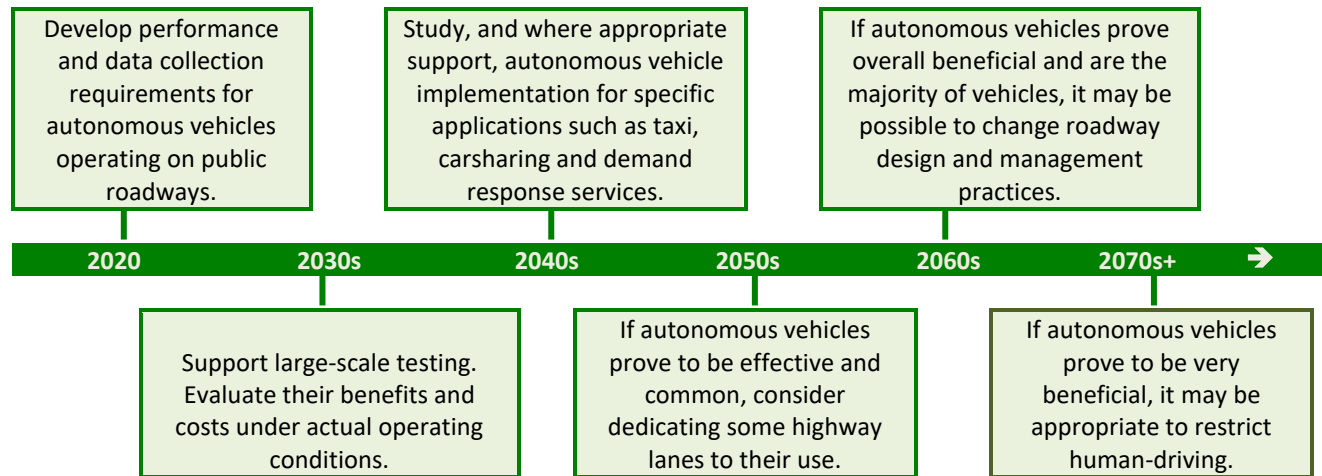 Develop performance
and data collection
requirements for
autonomous vehicles
operating on public
roadways.
Study, and where appropriate
support, autonomous vehicle
implementation for specific
applications such as taxi,
carsharing and demand
response services.
If autonomous vehicles prove
overall beneficial and are the
majority of vehicles, it may be
possible to change roadway
design and management
practices.
2020 2030s 2040s 2050s 2060s 2070s+ ➔
Support large-scale testing.
Evaluate their benefits and
costs under actual operating
conditions.
If autonomous vehicles
prove to be effective and
common, consider
dedicating some highway
lanes to their use.
If autonomous vehicles
prove to be very
beneficial, it may be
appropriate to restrict
human-driving.